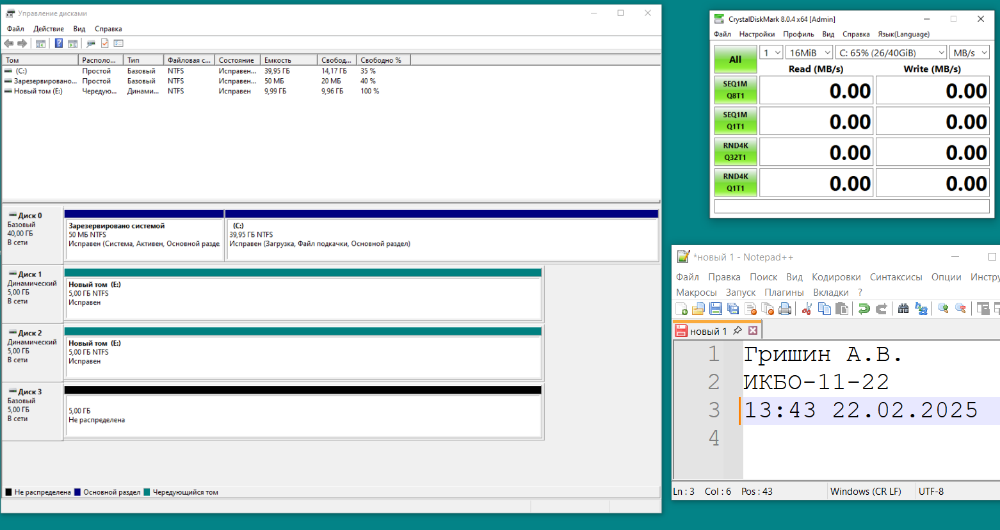 Управление дисками
Файл Действие Вид Справка
Том Располо... Тип Файловая с... Состояние Емкость Свобод... Свободно %
(C:) Простой Базовый NTFS Исправен... 39,95 ГБ 14,17 ГБ 35 %
Зарезервировано... Простой Базовый NTFS Исправен... 50 МБ 20 МБ 40 %
Новый том (E:) Чередую... Динами... NTFS Исправен 9,99 ГБ 9,96 ГБ 100 %
Диск 0
Базовый
40,00 ГБ
В сети
Зарезервировано системой
50 МБ NTFS
Исправен (Система, Активен, Основной разде
(C:)
39,95 ГБ NTFS
Исправен (Загрузка, Файл подкачки, Основной раздел)
Диск 1
Динамический
5,00 ГБ
В сети
Новый том (E:)
5,00 ГБ NTFS
Исправен
Диск 2
Динамический
5,00 ГБ
В сети
Новый том (E:)
5,00 ГБ NTFS
Исправен
Диск 3
Базовый
5,00 ГБ
В сети
5,00 ГБ
Не распределена
Не распределена Основной раздел Чередующийся том
CrystalDiskMark 8.0.4 x64 [Admin]
Файл Настройки Профиль Вид Справка Язык(Language)
All 1 16MiB C: 65% (26/40GiB) MB/s
Read (MB/s) Write (MB/s)
SEQ1M
Q8T1
0.00 0.00
SEQ1M
Q1T1
0.00 0.00
RND4K
Q32T1
0.00 0.00
RND4K
Q1T1
0.00 0.00
*новый 1 - Notepad++
Файл Правка Поиск Вид Кодировки Синтаксисы Опции Инстру
Макросы Запуск Плагины Вкладки ?
новый 1
1 Гришин А.В.
2 ИКБО-11-22
3 13:43 22.02.2025
4
Ln : 3 Col : 6 Pos : 43 Windows (CR LF) UTF-8